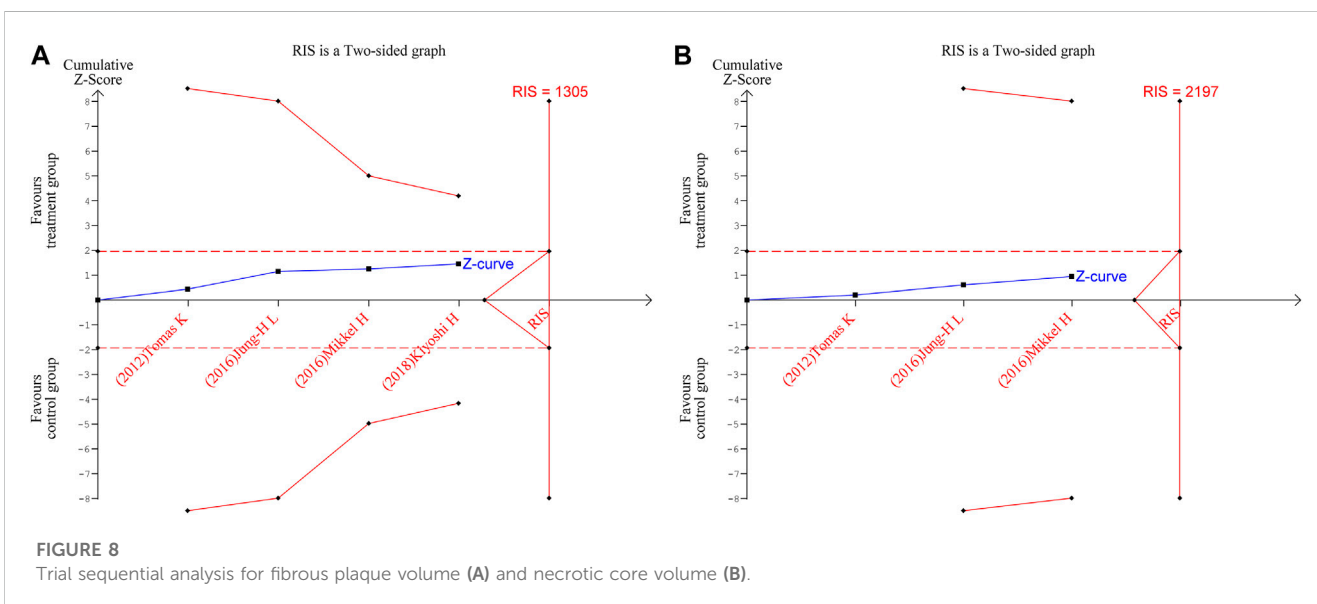 A
RIS is a Two-sided graph
Cumulative
Z-Score
RIS = 1305
8
7
6
5
4
3
2
1
-1
-2
-3
-4
-5
-6
-7
-8
Favours
treatment group
Favours
control group
Z-curve
(2012)Tomas K
(2016)Jung-H L
(2016)Mikkel H
(2018)KIyoshi H
RIS
B
RIS is a Two-sided graph
Cumulative
Z-Score
RIS = 2197
8
7
6
5
4
3
2
1
-1
-2
-3
-4
-5
-6
-7
-8
Favours
treatment group
Favours
control group
Z-curve
(2012)Tomas K
(2016)Jung-H L
(2016)Mikkel H
RIS
FIGURE 8
Trial sequential analysis for fibrous plaque volume (A) and necrotic core volume (B).